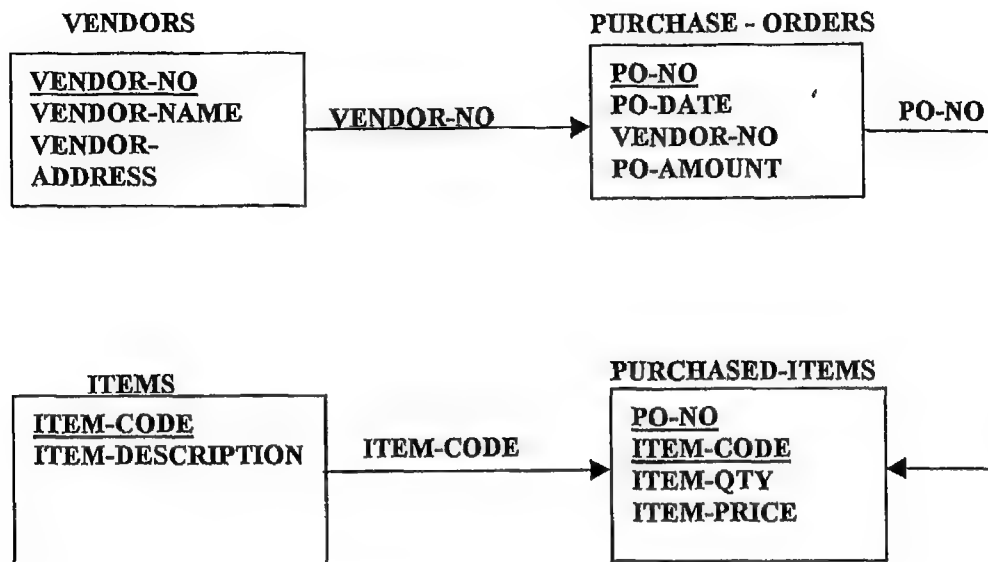 VENDORS
VENDOR-NO
VENDOR-NAME
VENDOR-
ADDRESS
VENDOR-NO
PURCHASE - ORDERS
PO-NO
PO-DATE
VENDOR-NO
PO-AMOUNT
PO-NO
ITEMS
ITEM-CODE
ITEM-DESCRIPTION
ITEM-CODE
PURCHASED-ITEMS
PO-NO
ITEM-CODE
ITEM-QTY
ITEM-PRICE